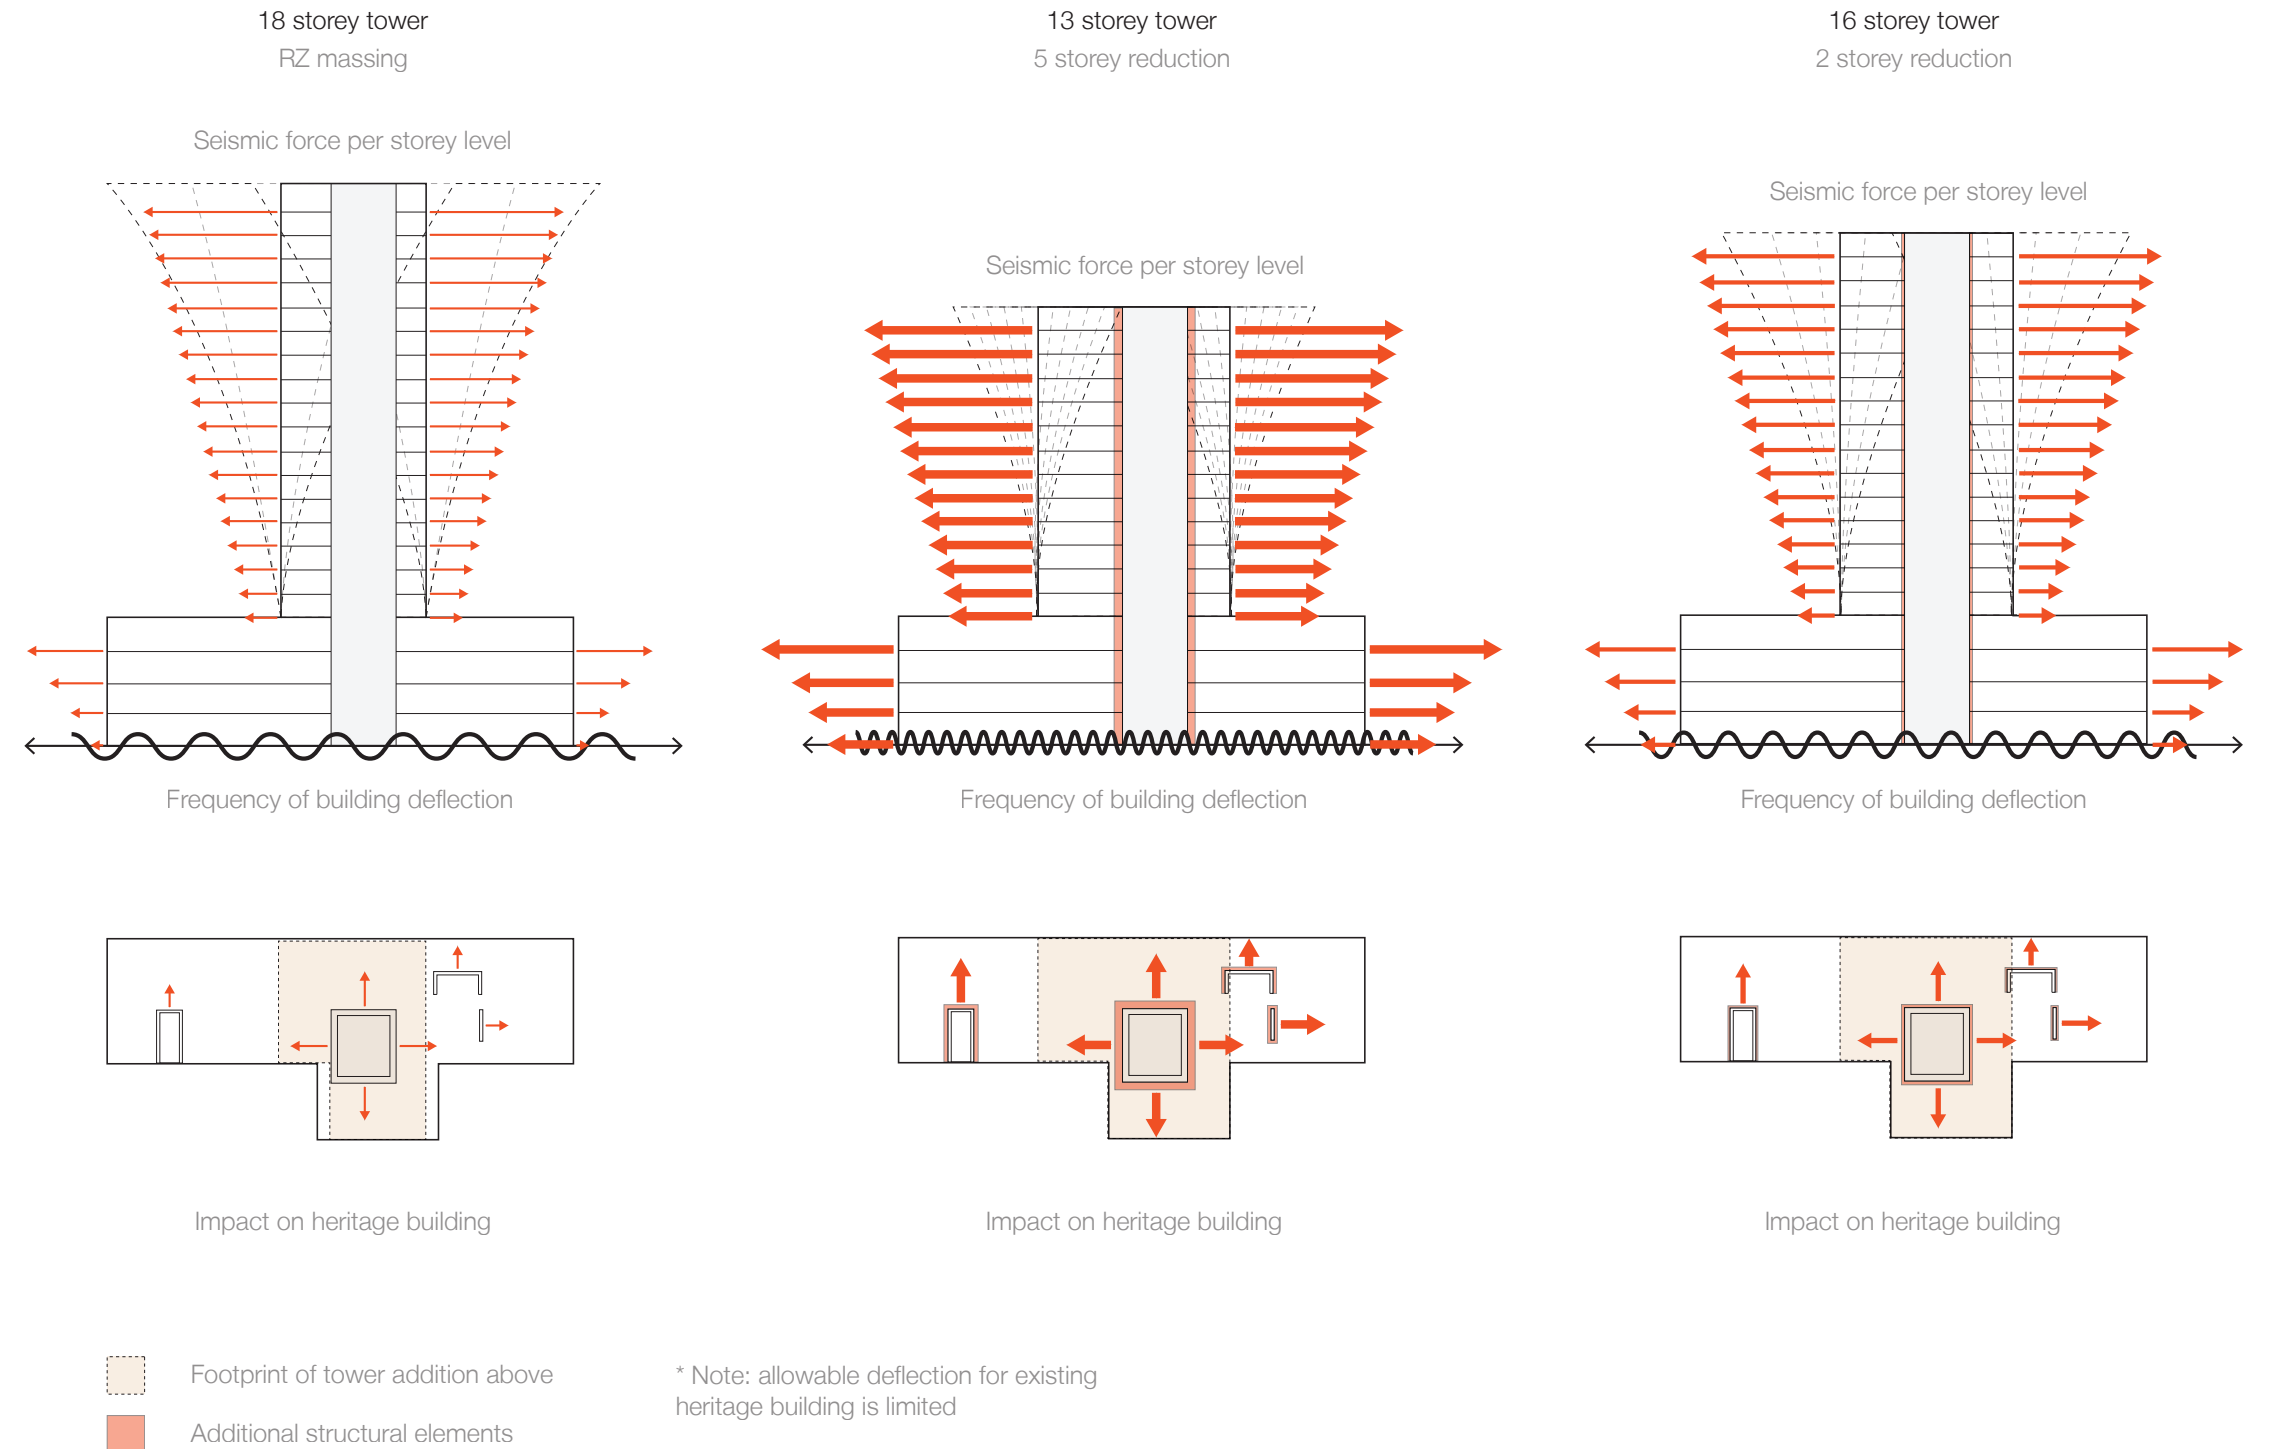 18 storey tower
RZ massing
Seismic force per storey level
Frequency of building deflection
Impact on heritage building
13 storey tower
5 storey reduction
Seismic force per storey level
Frequency of building deflection
Impact on heritage building
16 storey tower
2 storey reduction
Seismic force per storey level
Frequency of building deflection
Impact on heritage building
Footprint of tower addition above
Additional structural elements
* Note: allowable deflection for existing
heritage building is limited